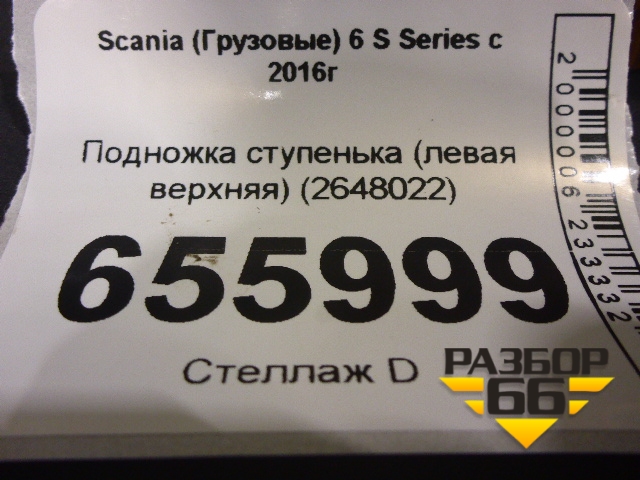 Scania (Грузовые) 6 S Series с
2016г
Подножка ступенька (левая
верхняя) (2648022)
655999
Стеллаж D
2000006233332
РАЗБОР
66